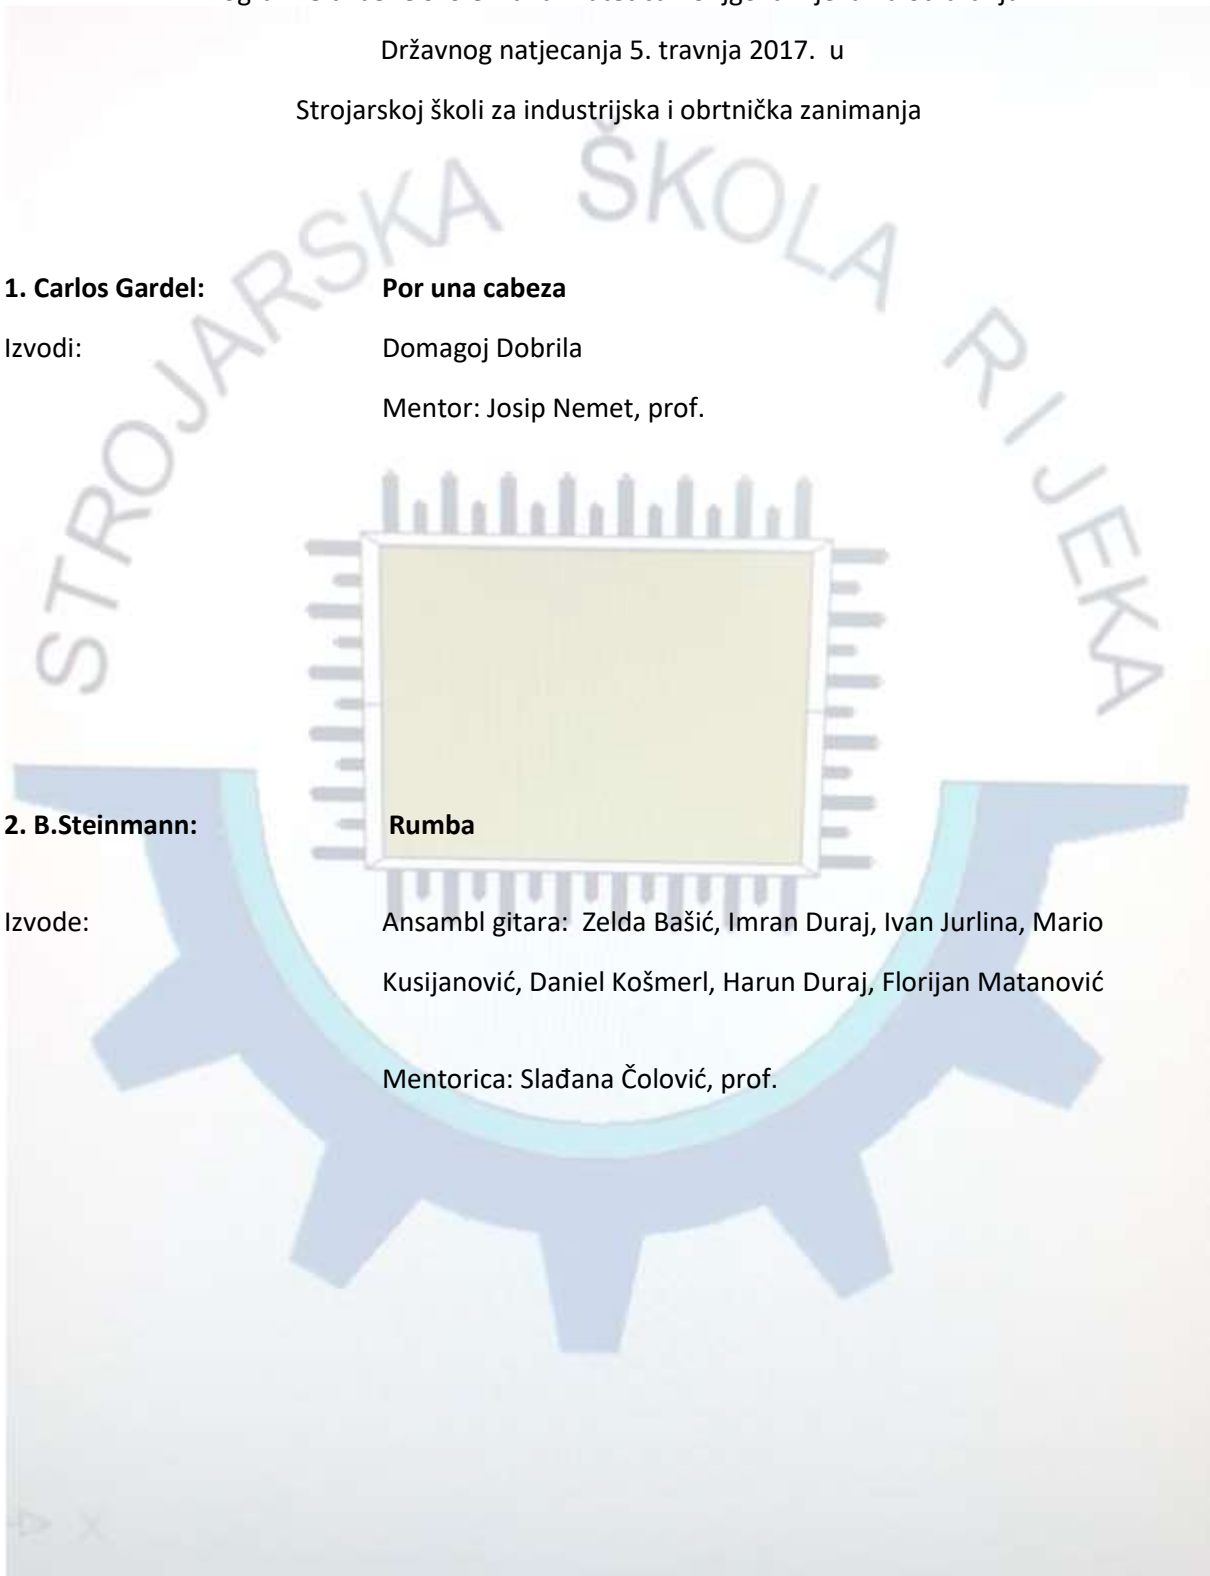 Državnog natjecanja 5. travnja 2017. u
Strojarskoj školi za industrijska i obrtnička zanimanja
STROJARSKA ŠKOLA RIJEKA
1. Carlos Gardel: Por una cabeza
Izvodi: Domagoj Dobrila
Mentor: Josip Nemet, prof.
2. B.Steinmann: Rumba
Izvode: Ansambl gitara: Zelda Bašić, Imran Duraj, Ivan Jurlina, Mario
Kusijanović, Daniel Košmerl, Harun Duraj, Florijan Matanović
Mentorica: Slađana Čolović, prof.